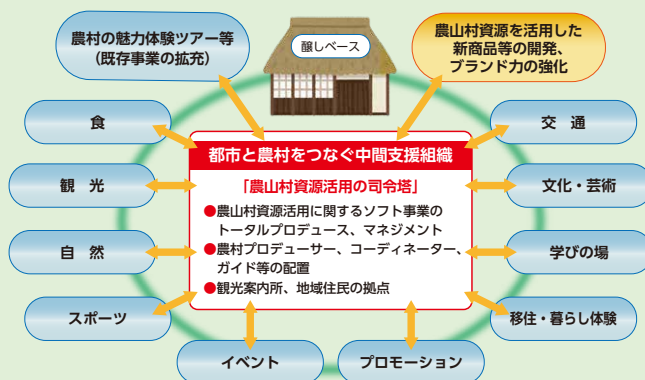 農村の魅力体験ツアー等
(既存事業の拡充)
醸しベース
農山村資源を活用した
新商品等の開発、
ブランド力の強化
食
交 通
都市と農村をつなぐ中間支援組織
「農山村資源活用の司令塔」
●農山村資源活用に関するソフト事業の
トータルプロデュース、マネジメント
●農村プロデューサー、コーディネーター、
ガイド等の配置
●観光案内所、地域住民の拠点
観 光
文化・芸術
自 然
学びの場
スポーツ
移住・暮らし体験
イベント
プロモーション